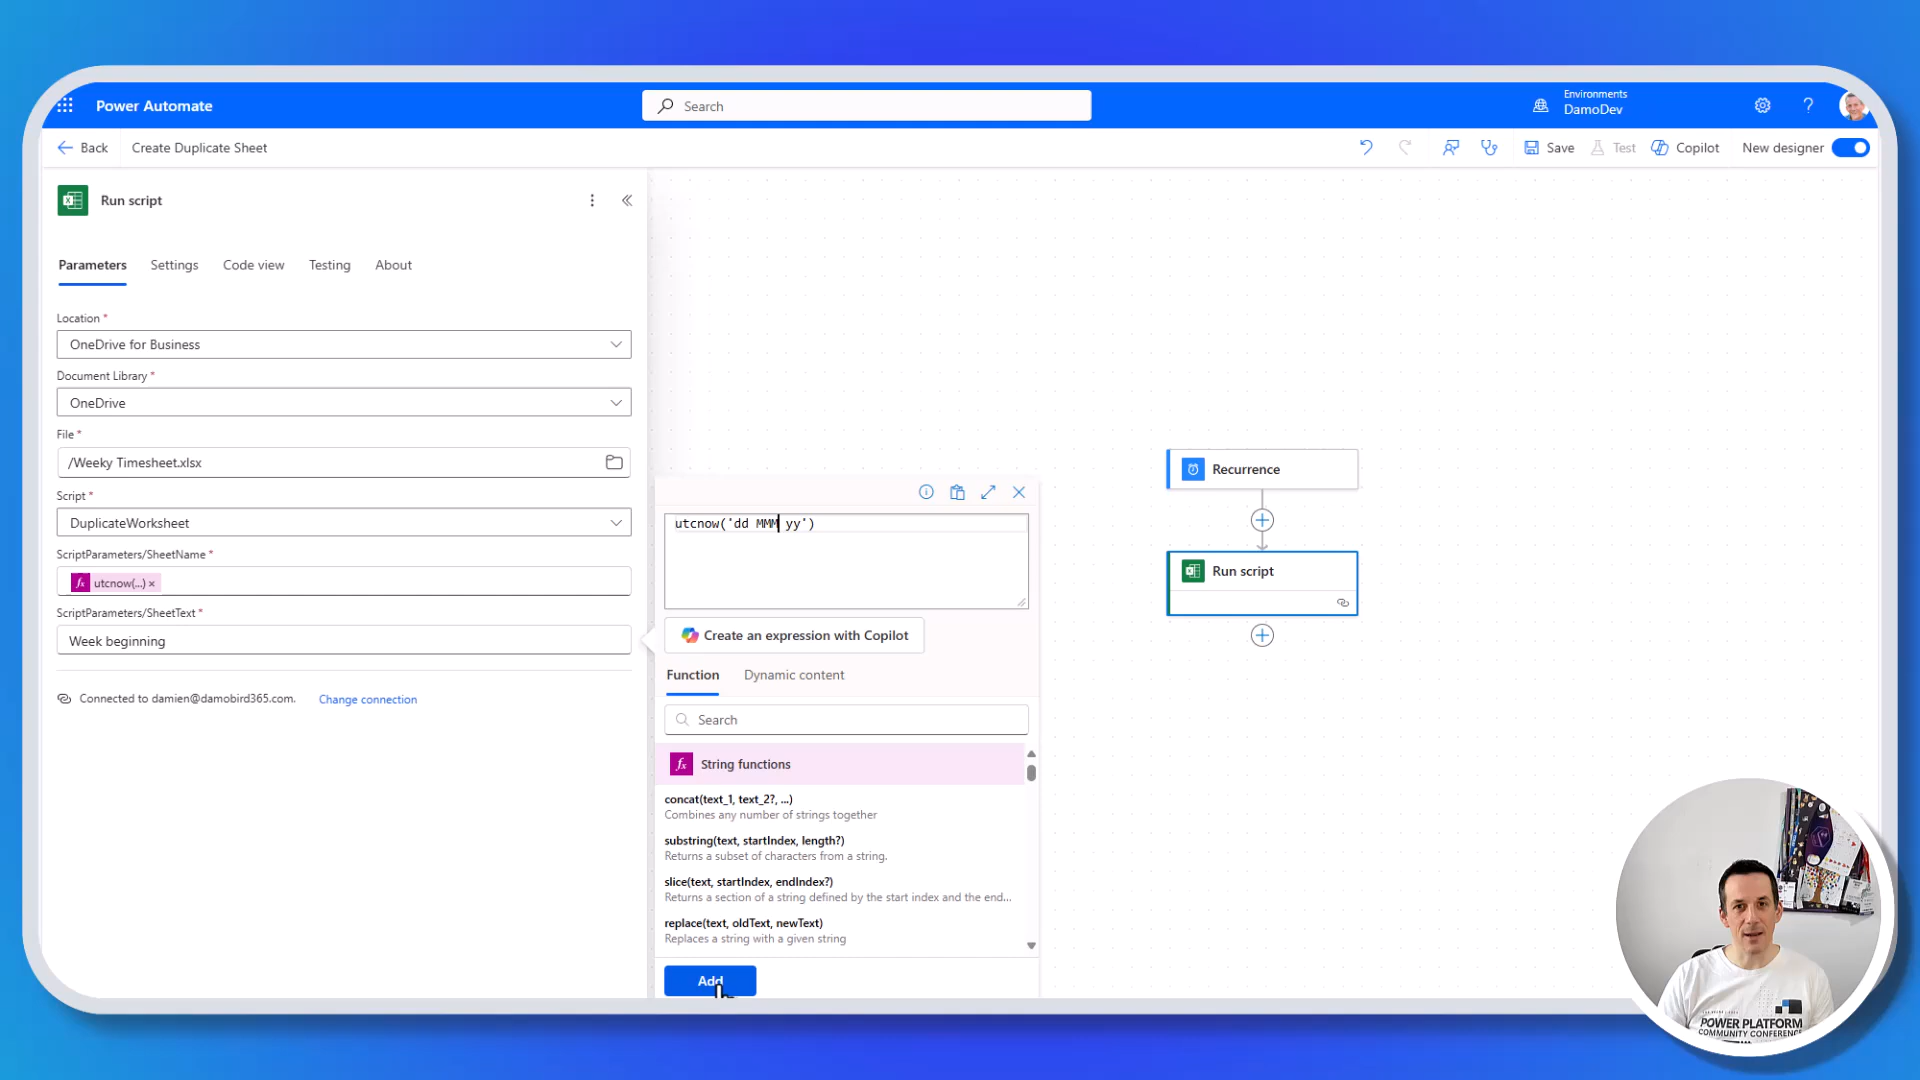 Power Automate
Search
Environments
DamoDev
Back
Create Duplicate Sheet
Save
Test
Copilot
New designer
Run script
Parameters
Settings
Code view
Testing
About
Location *
OneDrive for Business
Document Library *
OneDrive
File *
/Weeky Timesheet.xlsx
Script *
DuplicateWorksheet
ScriptParameters/SheetName *
fx utcnow(...) ×
ScriptParameters/SheetText *
Week beginning
Connected to damien@damobird365.com. Change connection
utcnow('dd MMM yy')
Create an expression with Copilot
Function
Dynamic content
Search
fx String functions
concat(text_1, text_2?, ...)
Combines any number of strings together
substring(text, startIndex, length?)
Returns a subset of characters from a string.
slice(text, startIndex, endIndex?)
Returns a section of a string defined by the start index and the end...
replace(text, oldText, newText)
Replaces a string with a given string
Add
Recurrence
Run script
POWER PLATFORM
COMMUNITY CONFERENCE